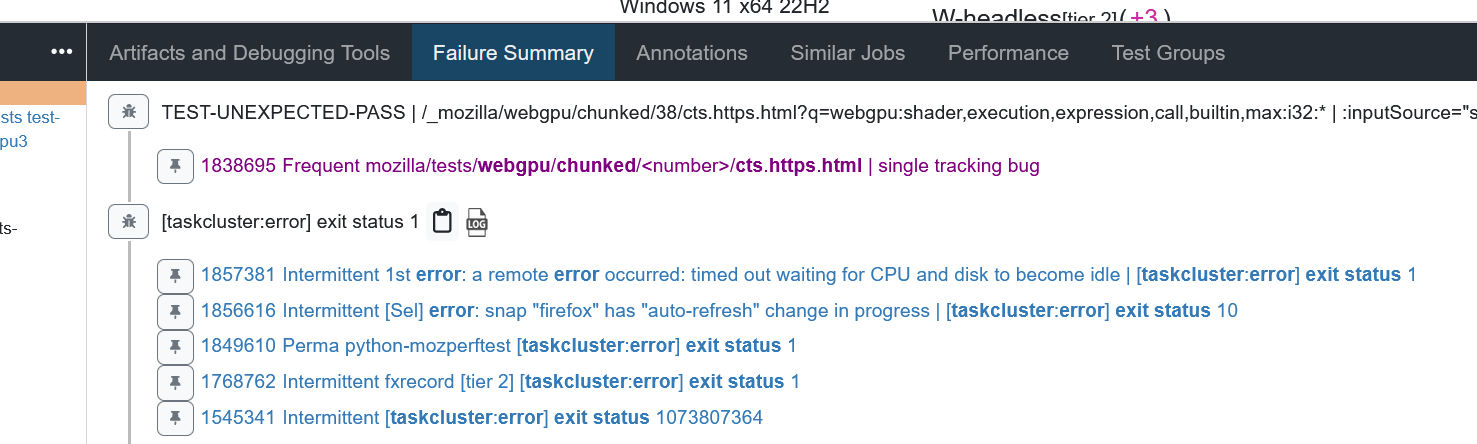 Windows 11 x64 22H2
W-headless[tier 2](+3)
••• Artifacts and Debugging Tools Failure Summary Annotations Similar Jobs Performance Test Groups
TEST-UNEXPECTED-PASS | /_mozilla/webgpu/chunked/38/cts.https.html?q=webgpu:shader,execution,expression,call,builtin,max:i32:* | :inputSource="s
sts test-
pu3
1838695 Frequent mozilla/tests/webgpu/chunked/<number>/cts.https.html | single tracking bug
ts-
[taskcluster:error] exit status 1
LOG
1857381 Intermittent 1st error: a remote error occurred: timed out waiting for CPU and disk to become idle | [taskcluster:error] exit status 1
1856616 Intermittent [Sel] error: snap "firefox" has "auto-refresh" change in progress | [taskcluster:error] exit status 10
1849610 Perma python-mozperftest [taskcluster:error] exit status 1
1768762 Intermittent fxrecord [tier 2] [taskcluster:error] exit status 1
1545341 Intermittent [taskcluster:error] exit status 1073807364